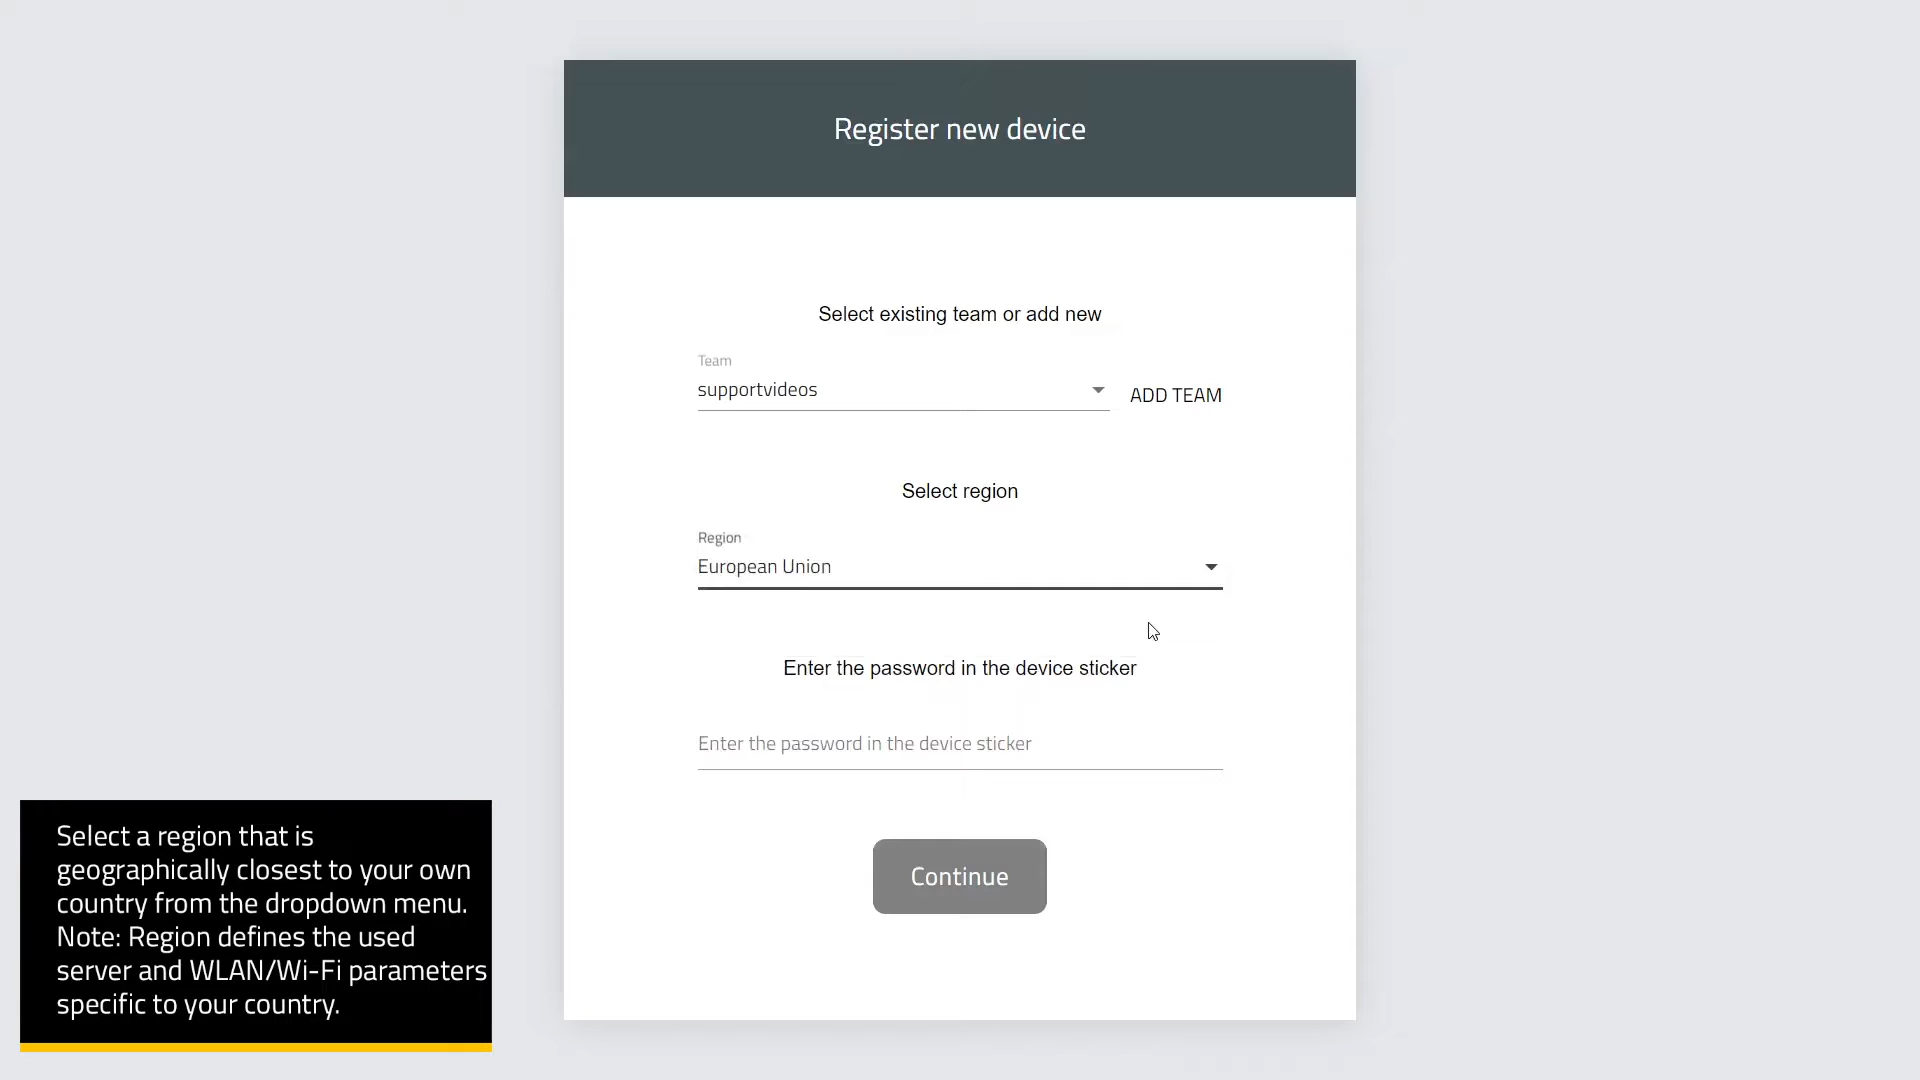 Register new device
Select existing team or add new
Team
supportvideos
ADD TEAM
Select region
Region
European Union
Enter the password in the device sticker
Enter the password in the device sticker
Continue
Select a region that is
geographically closest to your own
country from the dropdown menu.
Note: Region defines the used
server and WLAN/Wi-Fi parameters
specific to your country.